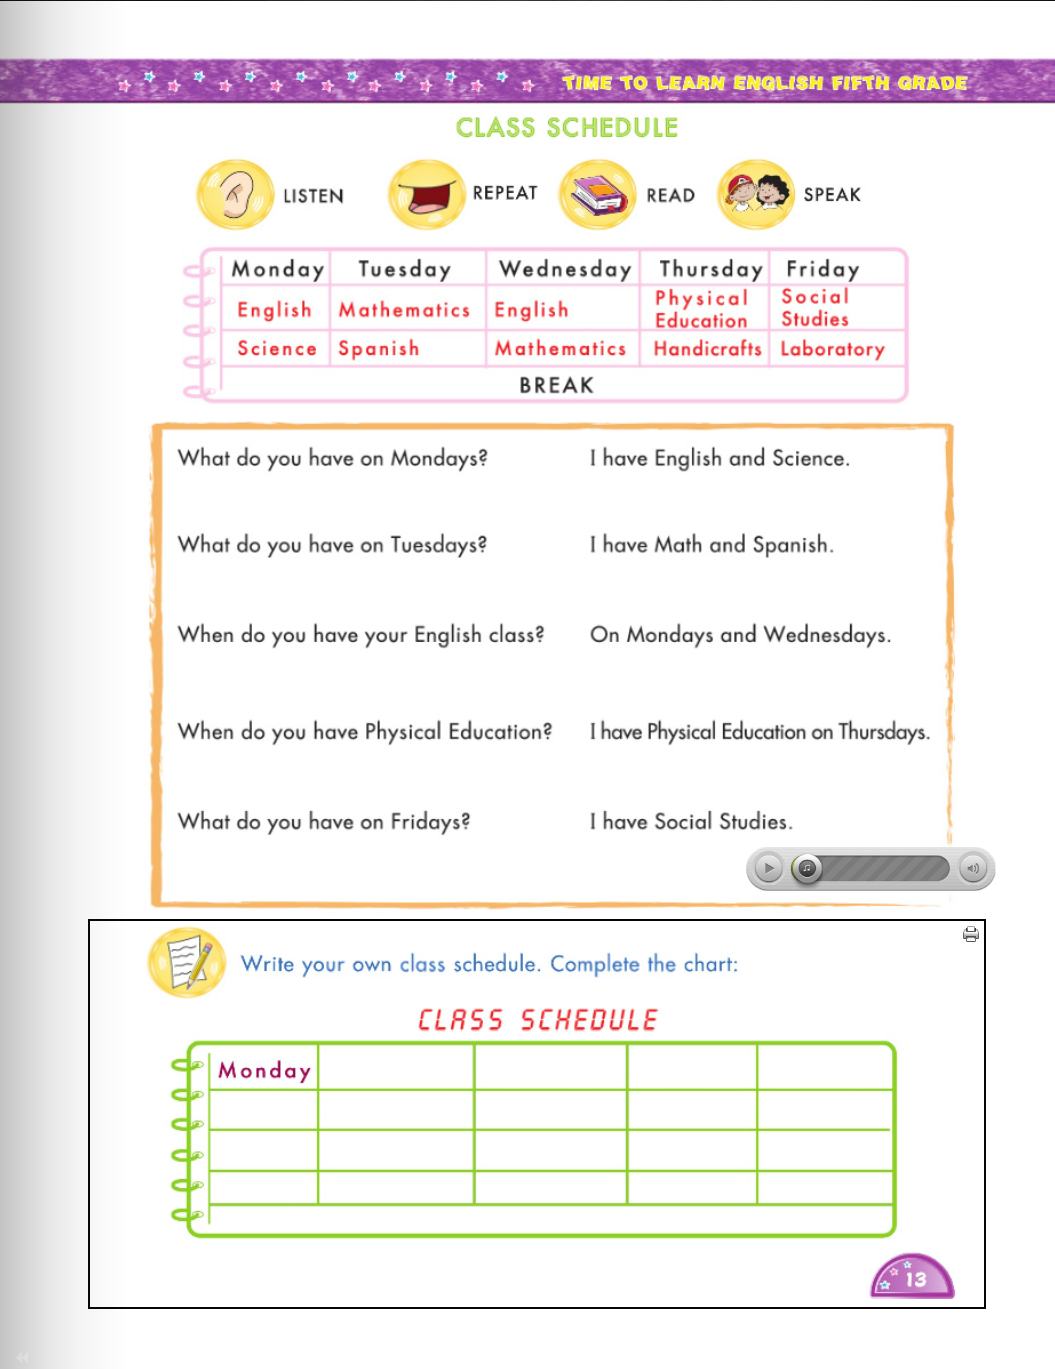 TIME TO LEARN ENGLISH FIFTH GRADE
CLASS SCHEDULE
LISTEN REPEAT READ SPEAK
Monday Tuesday Wednesday Thursday Friday
English Mathematics English Physical Education Social Studies
Science Spanish Mathematics Handicrafts Laboratory
BREAK
What do you have on Mondays? I have English and Science.
What do you have on Tuesdays? I have Math and Spanish.
When do you have your English class? On Mondays and Wednesdays.
When do you have Physical Education? I have Physical Education on Thursdays.
What do you have on Fridays? I have Social Studies.
Write your own class schedule. Complete the chart:
CLASS SCHEDULE
Monday
13